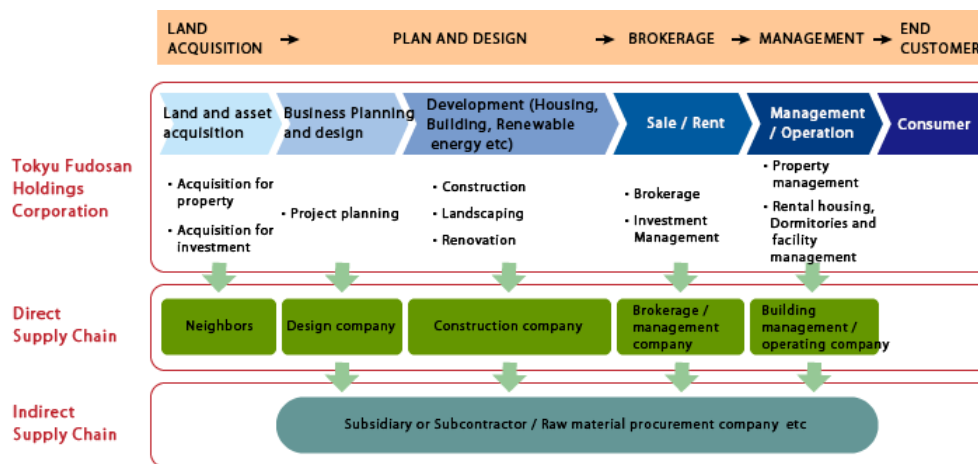 LAND
ACQUISITION
PLAN AND DESIGN
BROKERAGE
MANAGEMENT
END
CUSTOMER
Tokyu Fudosan
Holdings
Corporation
Land and asset
acquisition
Business Planning
and design
Development (Housing,
Building, Renewable
energy etc)
Sale / Rent
Management
/ Operation
Consumer
• Acquisition for
property
• Acquisition for
investment
• Project planning
• Construction
• Landscaping
• Renovation
• Brokerage
• Investment
Management
• Property
management
• Rental housing,
Dormitories and
facility
management
Direct
Supply Chain
Neighbors
Design company
Construction company
Brokerage /
management
company
Building
management /
operating company
Indirect
Supply Chain
Subsidiary or Subcontractor / Raw material procurement company etc